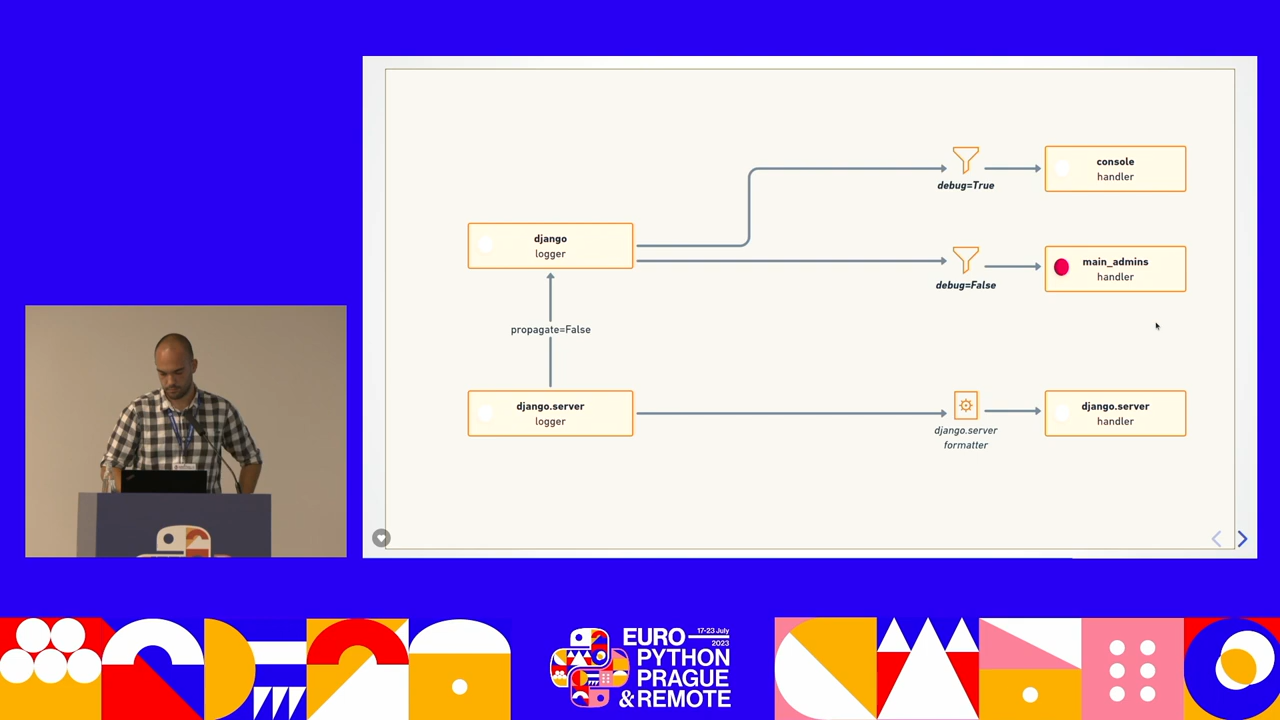 console
handler
debug=True
django
logger
main_admins
handler
debug=False
propagate=False
django.server
logger
django.server
formatter
django.server
handler
EURO
17-23 July
2023
PYTHON
PRAGUE
& REMOTE